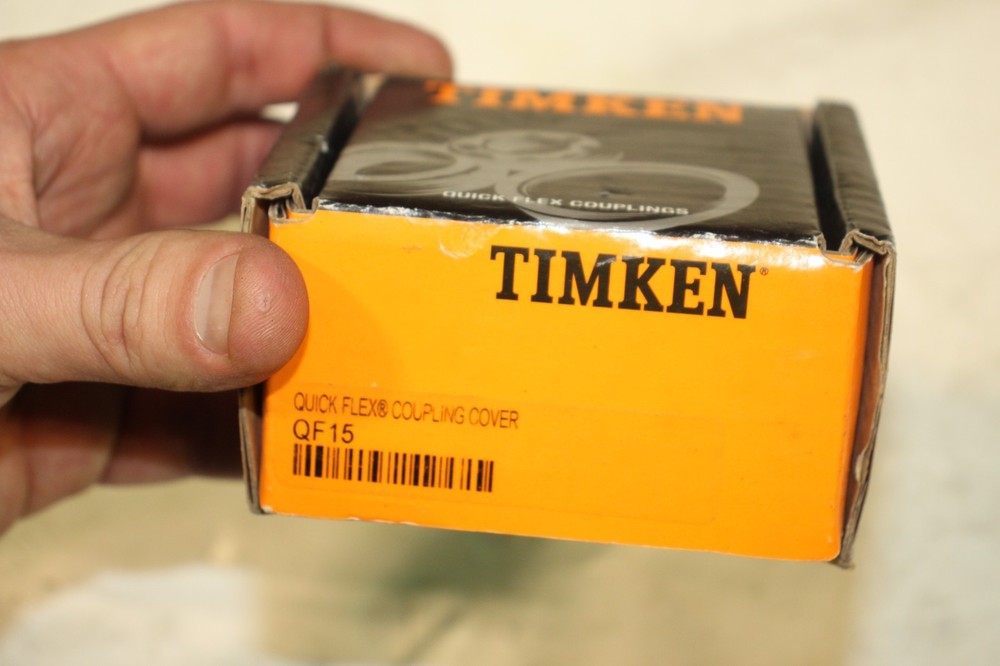 TIMKEN
QUICK FLEX COUPLINGS
TIMKEN®
QUICK FLEX® COUPLING COVER
QF15